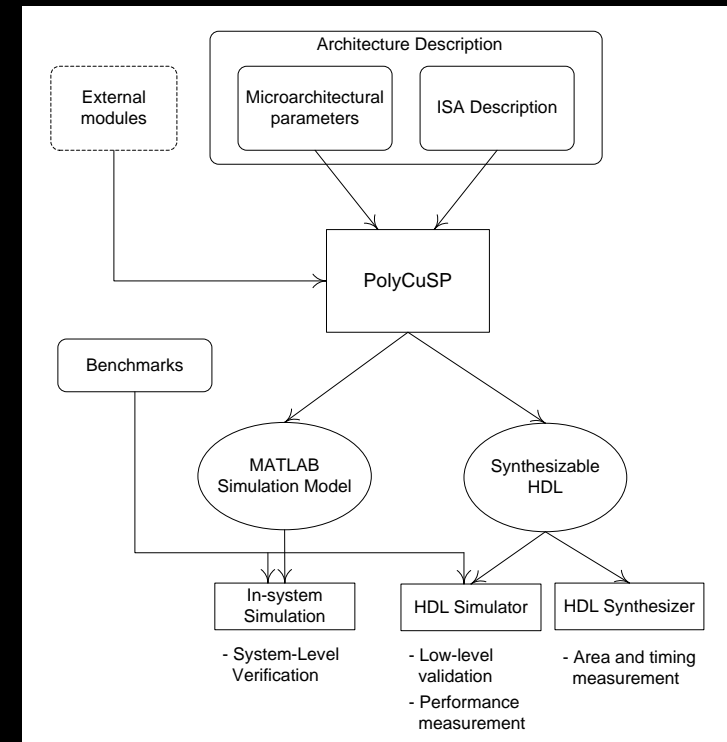 Architecture Description
External
modules
Microarchitectural
parameters
ISA Description
PolyCuSP
Benchmarks
MATLAB
Simulation Model
Synthesizable
HDL
In-system
Simulation
HDL Simulator
HDL Synthesizer
- System-Level
Verification
- Low-level
validation
- Performance
measurement
- Area and timing
measurement